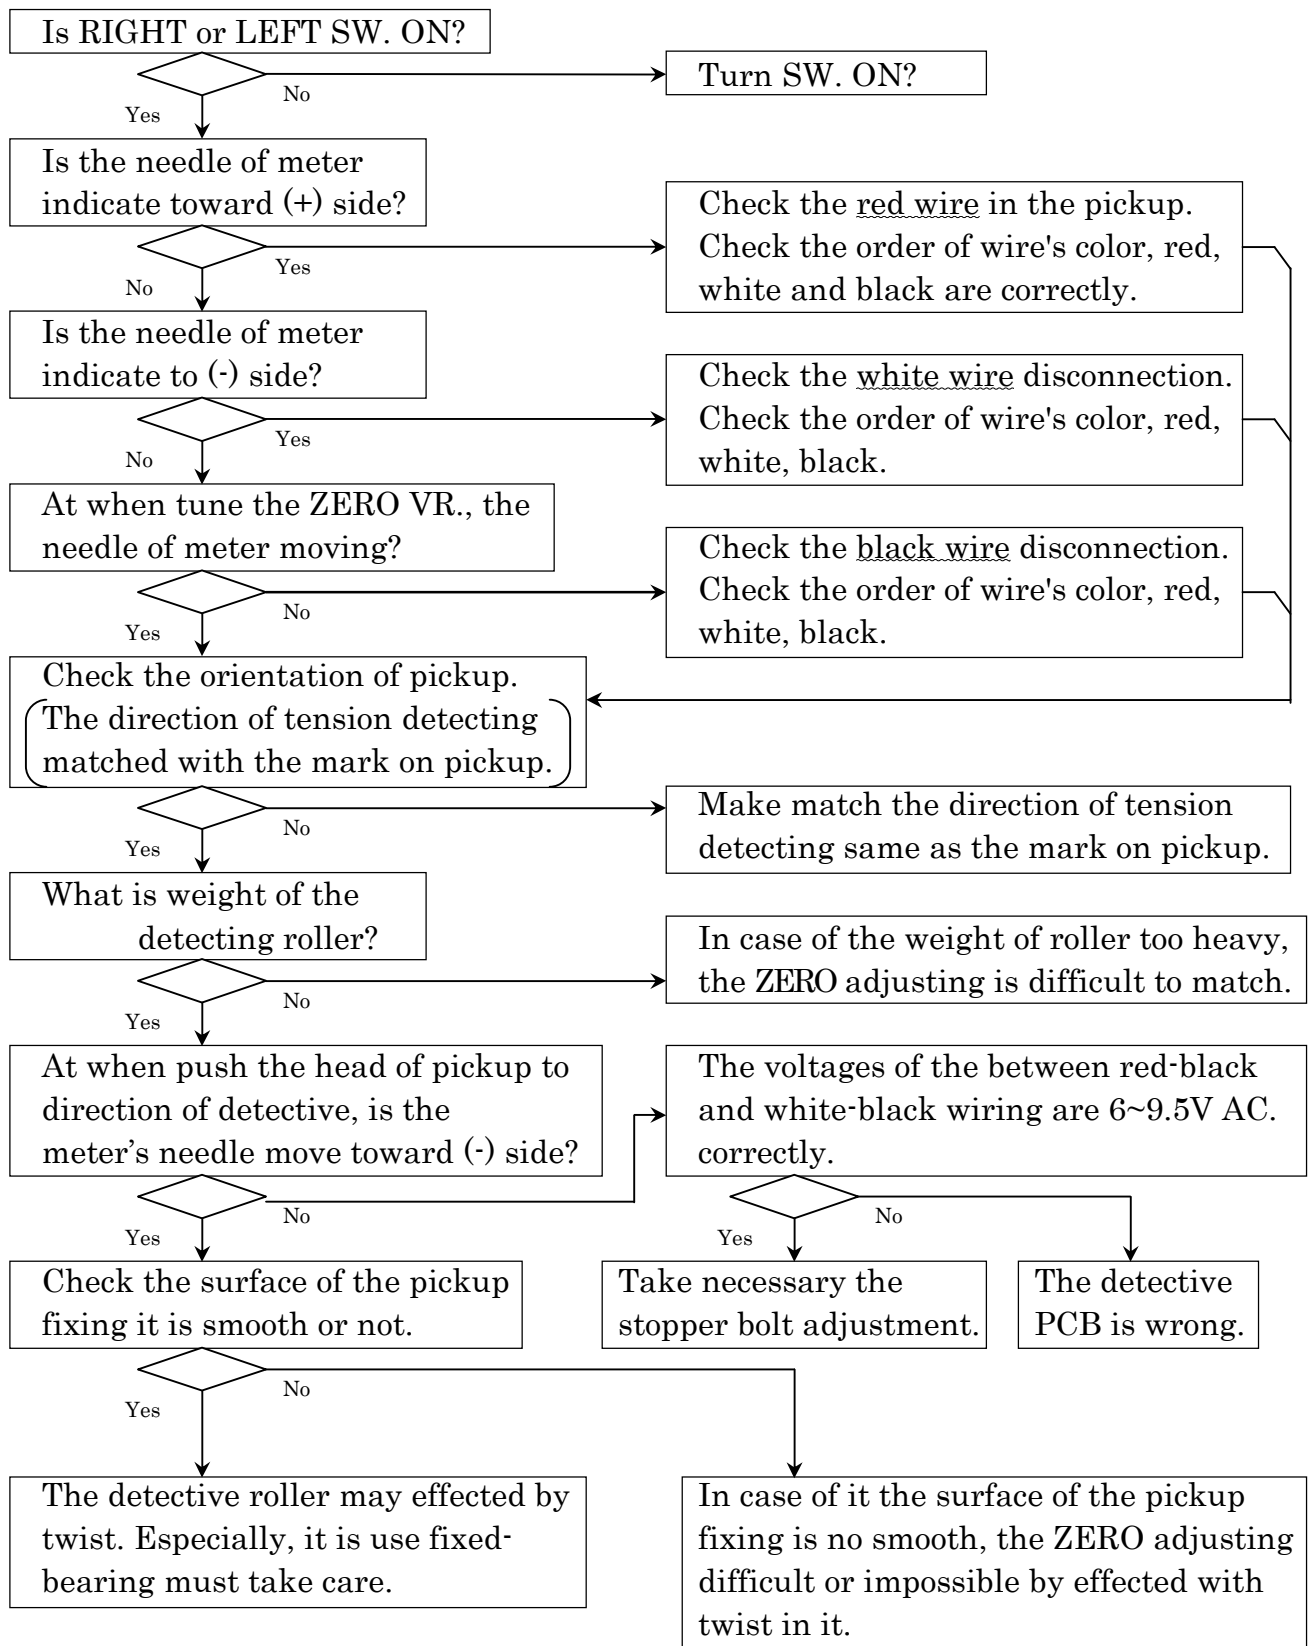 Is RIGHT or LEFT SW. ON?
No
Turn SW. ON?
Yes
Is the needle of meter
indicate toward (+) side?
Yes
Check the red wire in the pickup.
Check the order of wire's color, red,
white and black are correctly.
No
Is the needle of meter
indicate to (-) side?
Yes
Check the white wire disconnection.
Check the order of wire's color, red,
white, black.
No
At when tune the ZERO VR., the
needle of meter moving?
No
Check the black wire disconnection.
Check the order of wire's color, red,
white, black.
Yes
Check the orientation of pickup.
The direction of tension detecting
matched with the mark on pickup.
No
Make match the direction of tension
detecting same as the mark on pickup.
Yes
What is weight of the
detecting roller?
No
In case of the weight of roller too heavy,
the ZERO adjusting is difficult to match.
Yes
At when push the head of pickup to
direction of detective, is the
meter’s needle move toward (-) side?
No
The voltages of the between red-black
and white-black wiring are 6~9.5V AC.
correctly.
Yes
No
Take necessary the
stopper bolt adjustment.
The detective
PCB is wrong.
Yes
Check the surface of the pickup
fixing it is smooth or not.
No
Yes
The detective roller may effected by
twist. Especially, it is use fixed-
bearing must take care.
In case of it the surface of the pickup
fixing is no smooth, the ZERO adjusting
difficult or impossible by effected with
twist in it.